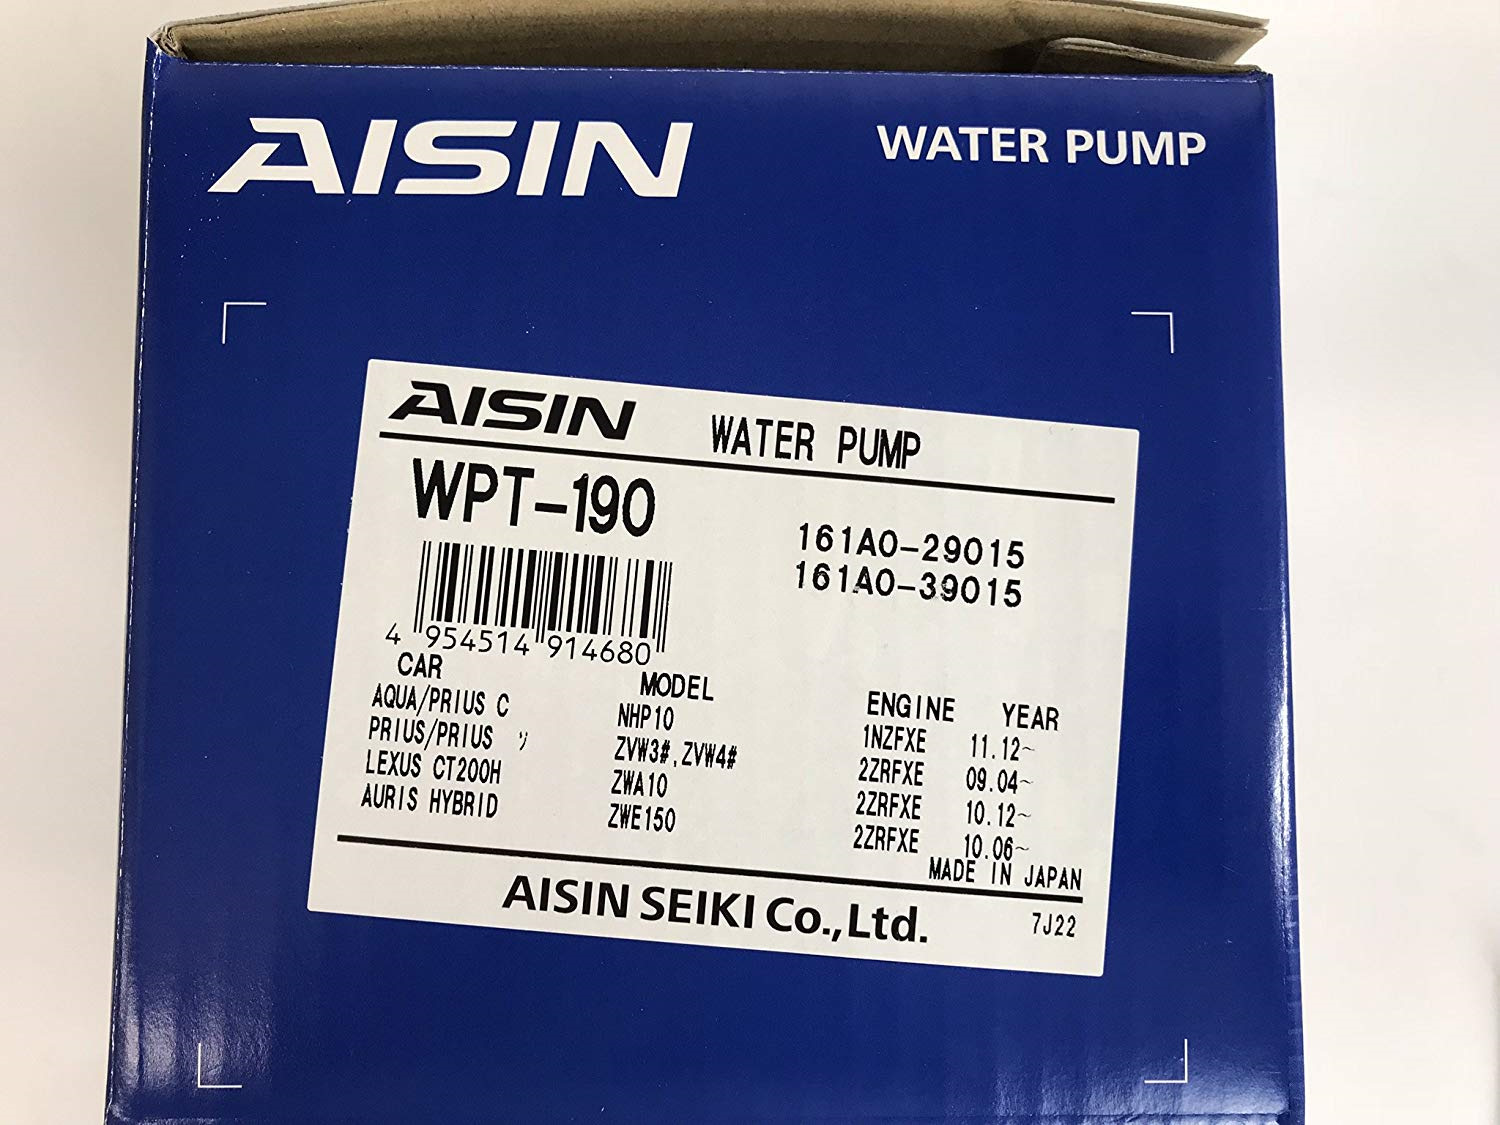 AISIN WATER PUMP
AISIN WATER PUMP
WPT-190
161A0-29015
161A0-39015
4 954514 914680
CAR MODEL ENGINE YEAR
AQUA/PRIUS C NHP10 1NZFXE 11.12~
PRIUS/PRIUS ZVW3#,ZVW4# 2ZRFXE 09.04~
LEXUS CT200H ZWA10 2ZRFXE 10.12~
AURIS HYBRID ZWE150 2ZRFXE 10.06~
MADE IN JAPAN
AISIN SEIKI Co.,Ltd. 7J22